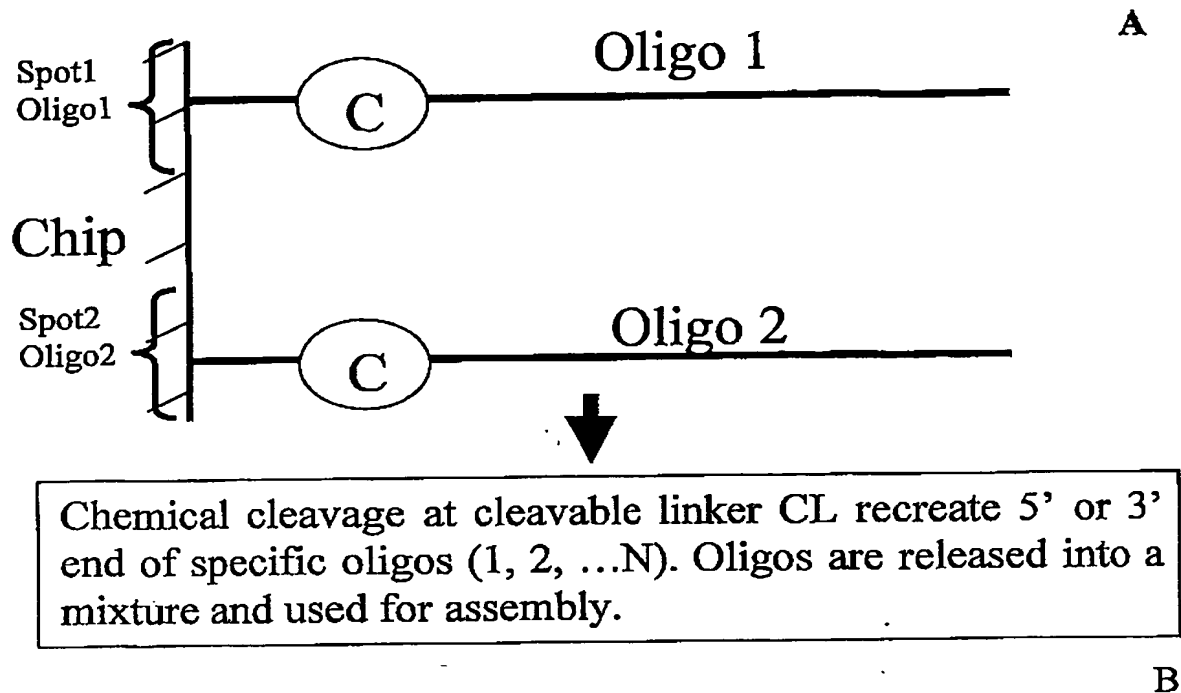 A
Oligo 1
Spot1
Oligo1
C
Chip
Spot2
Oligo2
Oligo 2
C
Chemical cleavage at cleavable linker CL recreate 5’ or 3’
end of specific oligos (1, 2, ...N). Oligos are released into a
mixture and used for assembly.
B